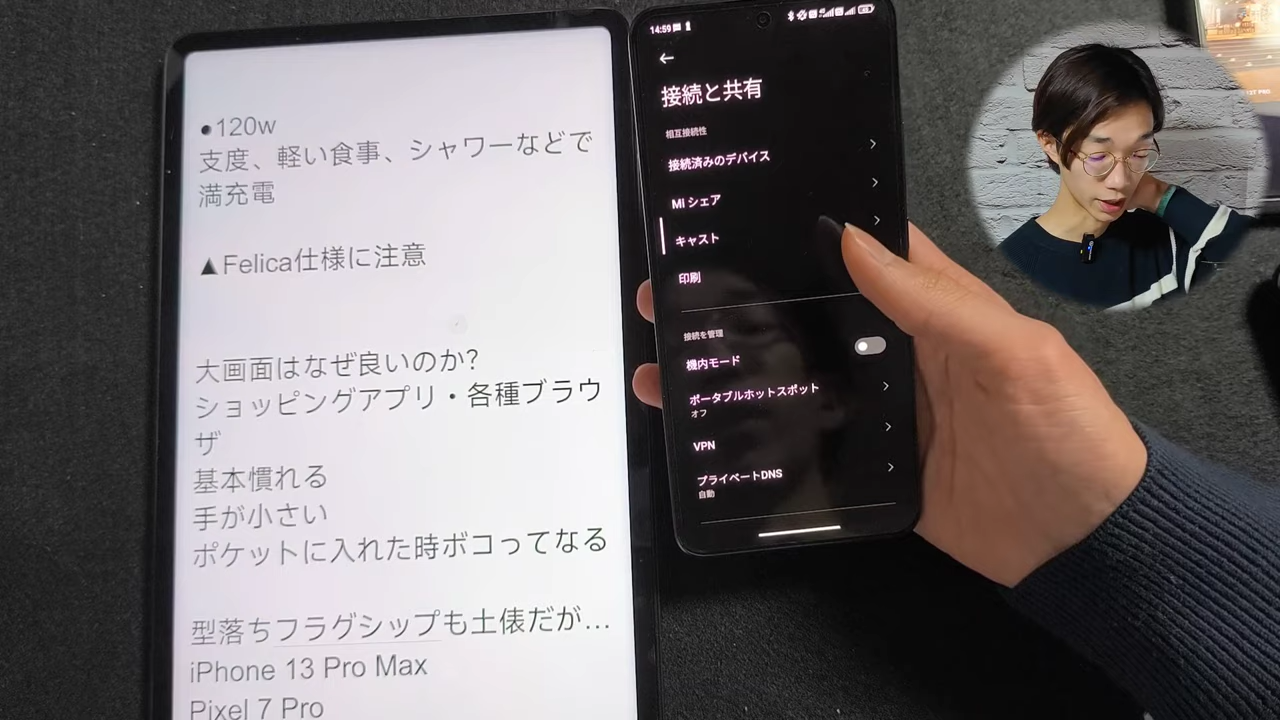 ●120w
支度、軽い食事、シャワーなどで
満充電
▲Felica仕様に注意
大画面はなぜ良いのか?
ショッピングアプリ・各種ブラウ
ザ
基本慣れる
手が小さい
ポケットに入れた時ボコってなる
型落ちフラグシップも土俵だが...
iPhone 13 Pro Max
Pixel 7 Pro
14:59
接続と共有
相互接続性
接続済みのデバイス
MI シェア
キャスト
印刷
接続を管理
機内モード
ポータブルホットスポット
オフ
VPN
プライベートDNS
自動